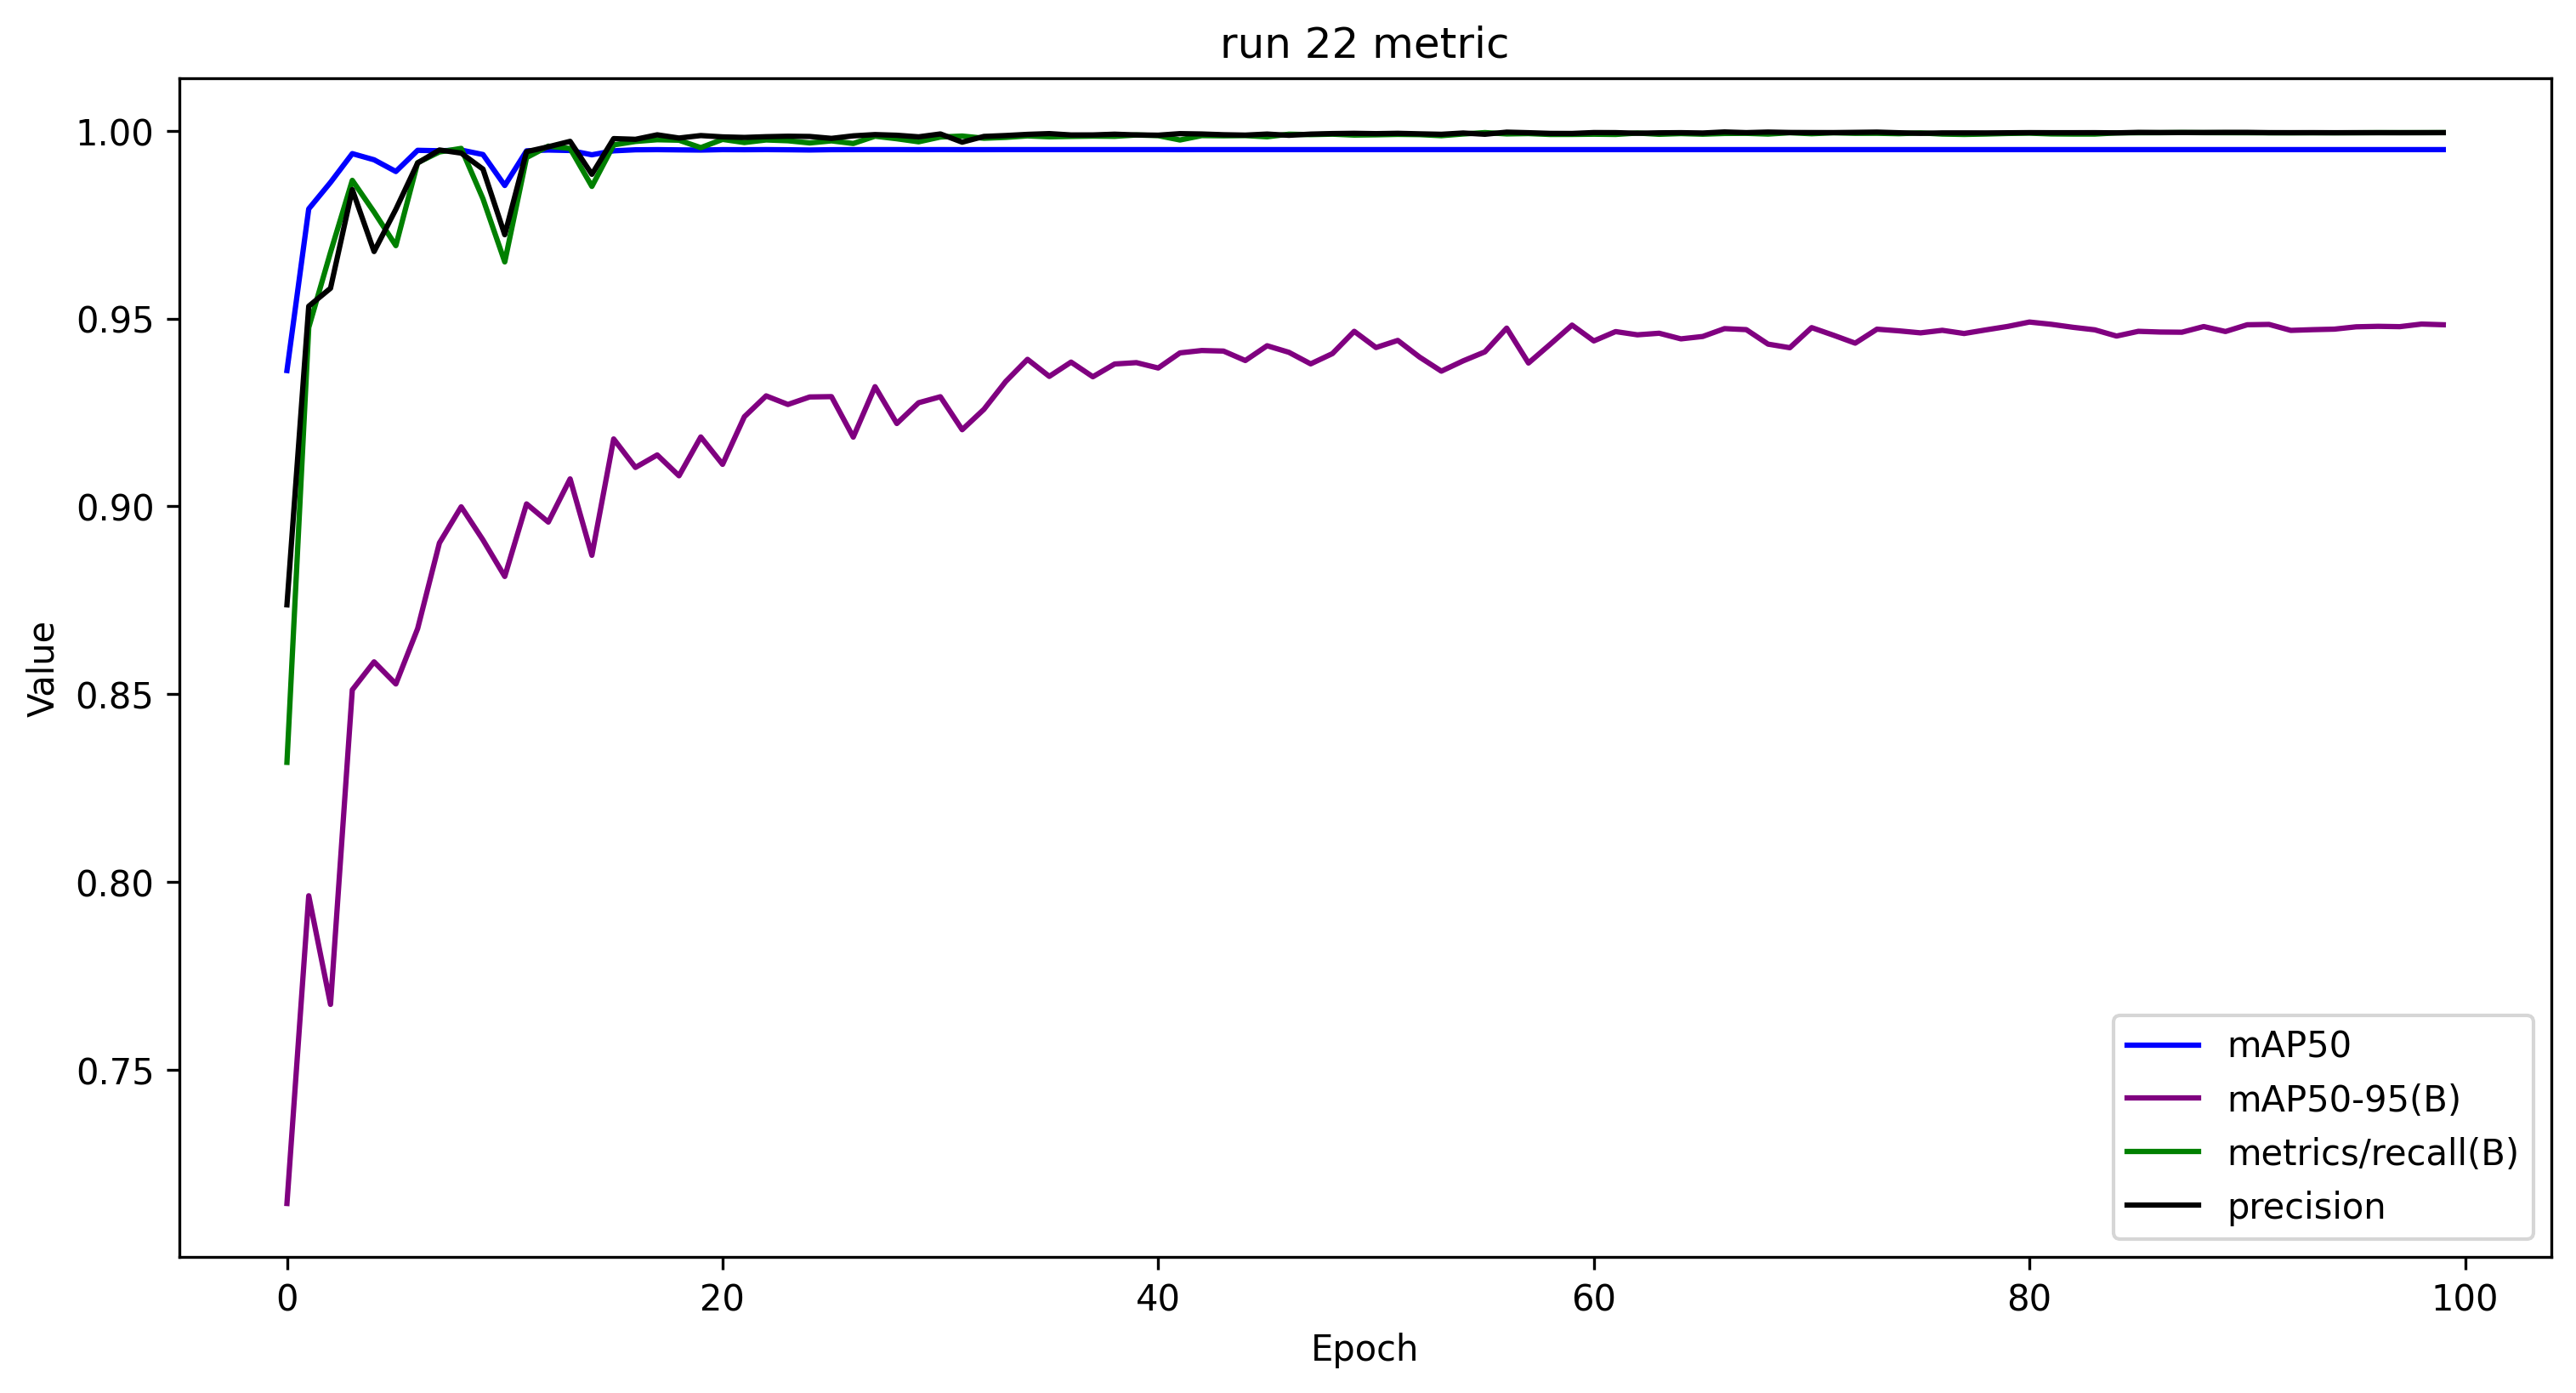 run 22 metric
1.00
0.95
0.90
0.85
0.80
0.75
Value
0 20 40 60 80 100
Epoch
mAP50
mAP50-95(B)
metrics/recall(B)
precision